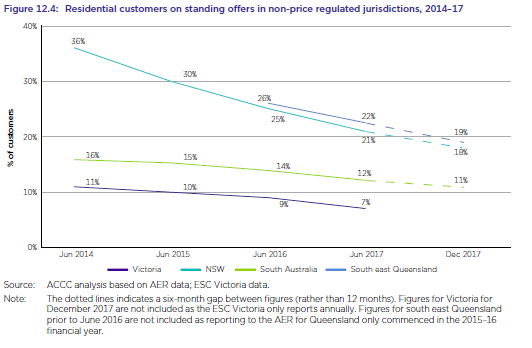 Figure 12.4: Residential customers on standing offers in non-price regulated jurisdictions, 2014–17
40%
36%
30%
30%
26%
25%
22%
21%
20%
19%
18%
16%
15%
14%
12%
11%
11%
10%
10%
9%
7%
0%
% of customers
Jun 2014 Jun 2015 Jun 2016 Jun 2017 Dec 2017
Victoria NSW South Australia South east Queensland
Source: ACCC analysis based on AER data; ESC Victoria data.
Note: The dotted lines indicates a six-month gap between figures (rather than 12 months). Figures for Victoria for
December 2017 are not included as the ESC Victoria only reports annually. Figures for south east Queensland
prior to June 2016 are not included as reporting to the AER for Queensland only commenced in the 2015–16
financial year.